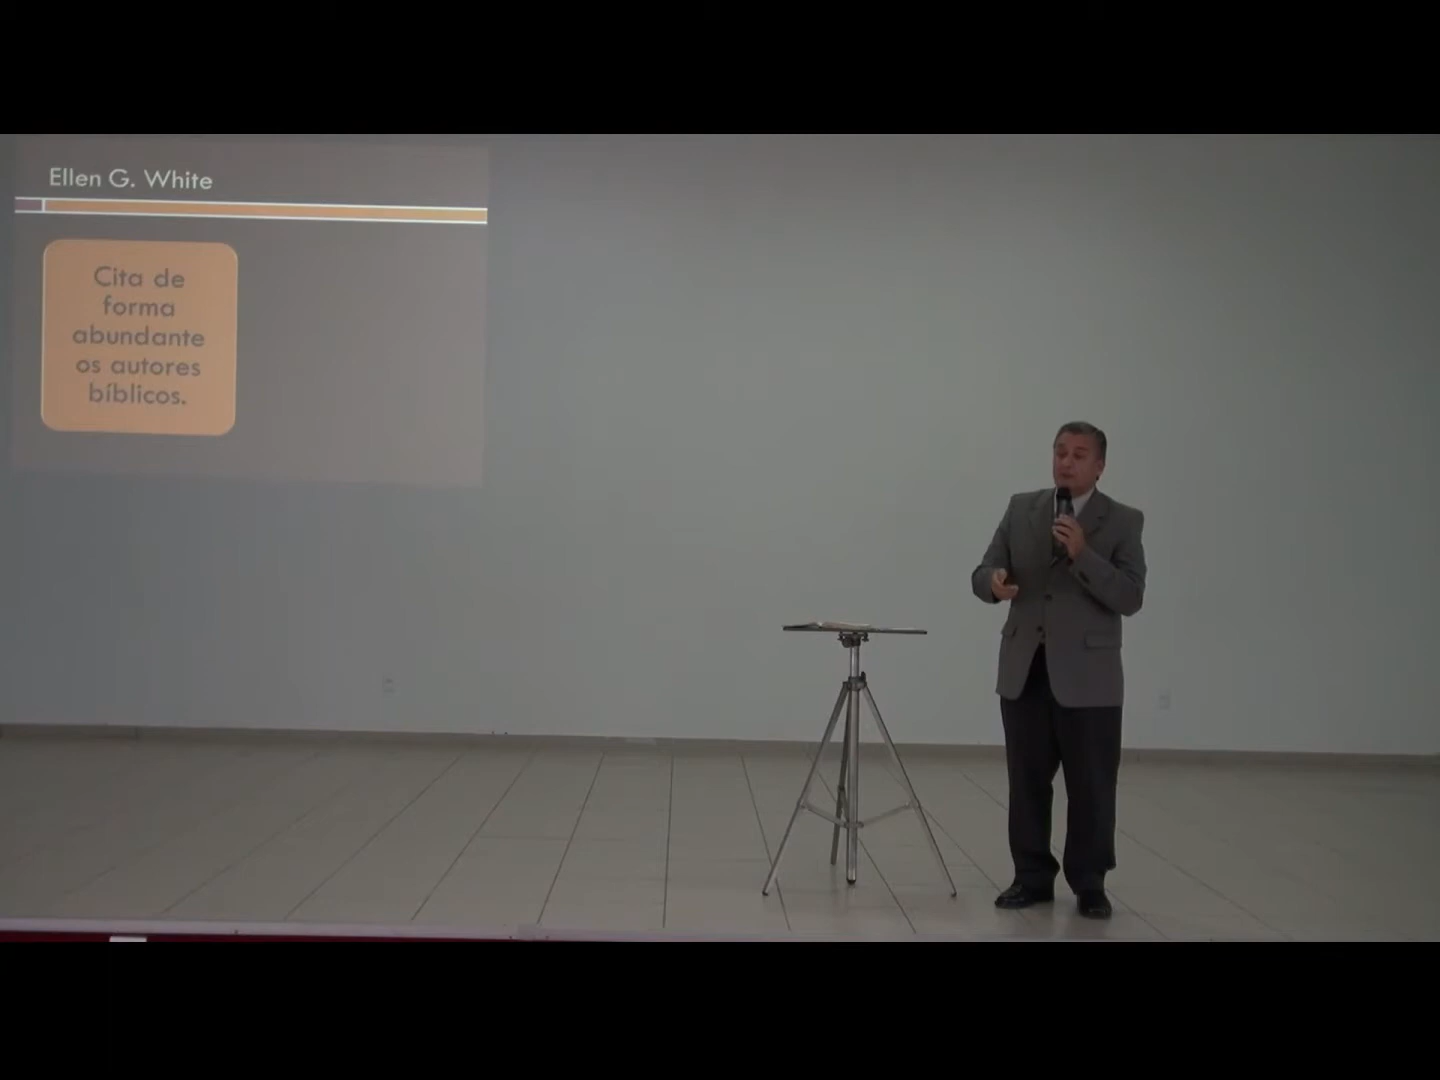 Ellen G. White
Cita de
forma
abundante
os autores
bíblicos.